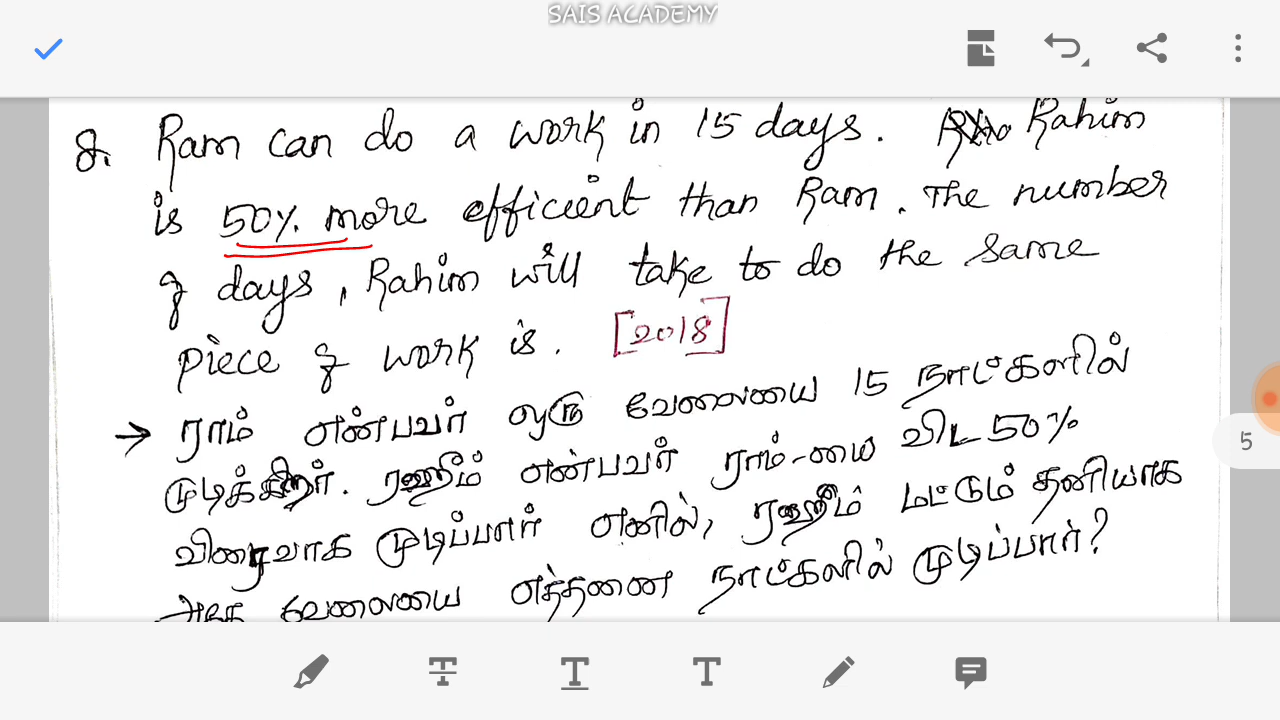 SAIS ACADEMY
8. Ram can do a work in 15 days. Rahim
is 50% more efficient than Ram. The number
of days, Rahim will take to do the same
piece of work is. [2018]
→ ராம் என்பவர் ஒரு வேலையை 15 நாட்களில்
முடிக்கிறார். ரஹீம் என்பவர் ராம்-மை விட 50%
விரைவாக முடிப்பார் எனில், ரஹீம் மட்டும் தனியாக
அதே வேலையை எத்தனை நாட்களில் முடிப்பார்?
5